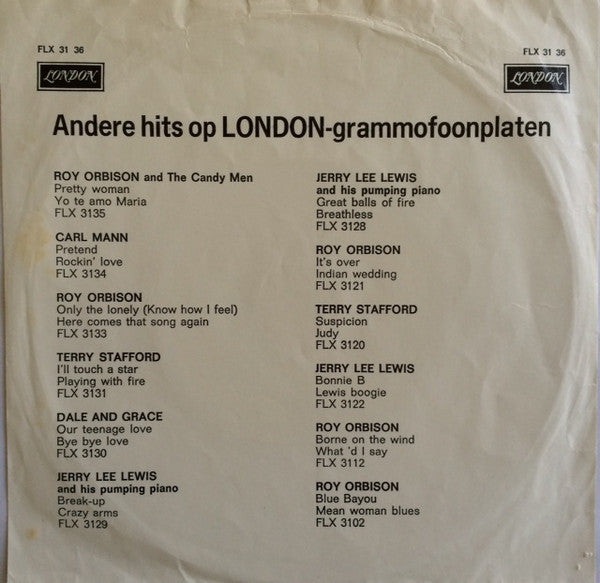 FLX 31 36
FLX 31 36
LONDON
LONDON
Andere hits op LONDON-grammofoonplaten
ROY ORBISON and The Candy Men
Pretty woman
Yo te amo Maria
FLX 3135
CARL MANN
Pretend
Rockin' love
FLX 3134
ROY ORBISON
Only the lonely (Know how I feel)
Here comes that song again
FLX 3133
TERRY STAFFORD
I'll touch a star
Playing with fire
FLX 3131
DALE AND GRACE
Our teenage love
Bye bye love
FLX 3130
JERRY LEE LEWIS
and his pumping piano
Break-up
Crazy arms
FLX 3129
JERRY LEE LEWIS
and his pumping piano
Great balls of fire
Breathless
FLX 3128
ROY ORBISON
It's over
Indian wedding
FLX 3121
TERRY STAFFORD
Suspicion
Judy
FLX 3120
JERRY LEE LEWIS
Bonnie B
Lewis boogie
FLX 3122
ROY ORBISON
Borne on the wind
What 'd I say
FLX 3112
ROY ORBISON
Blue Bayou
Mean woman blues
FLX 3102